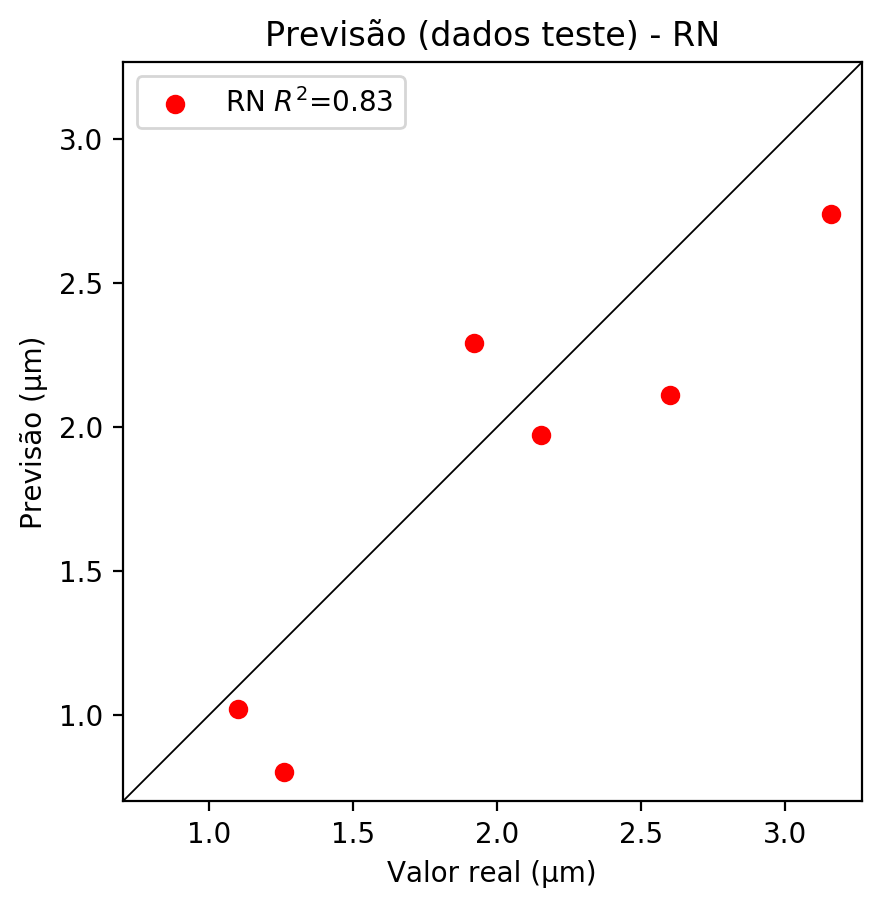 Previsão (dados teste) - RN
RN R²=0.83
3.0
2.5
2.0
1.5
1.0
Previsão (μm)
1.0 1.5 2.0 2.5 3.0
Valor real (μm)